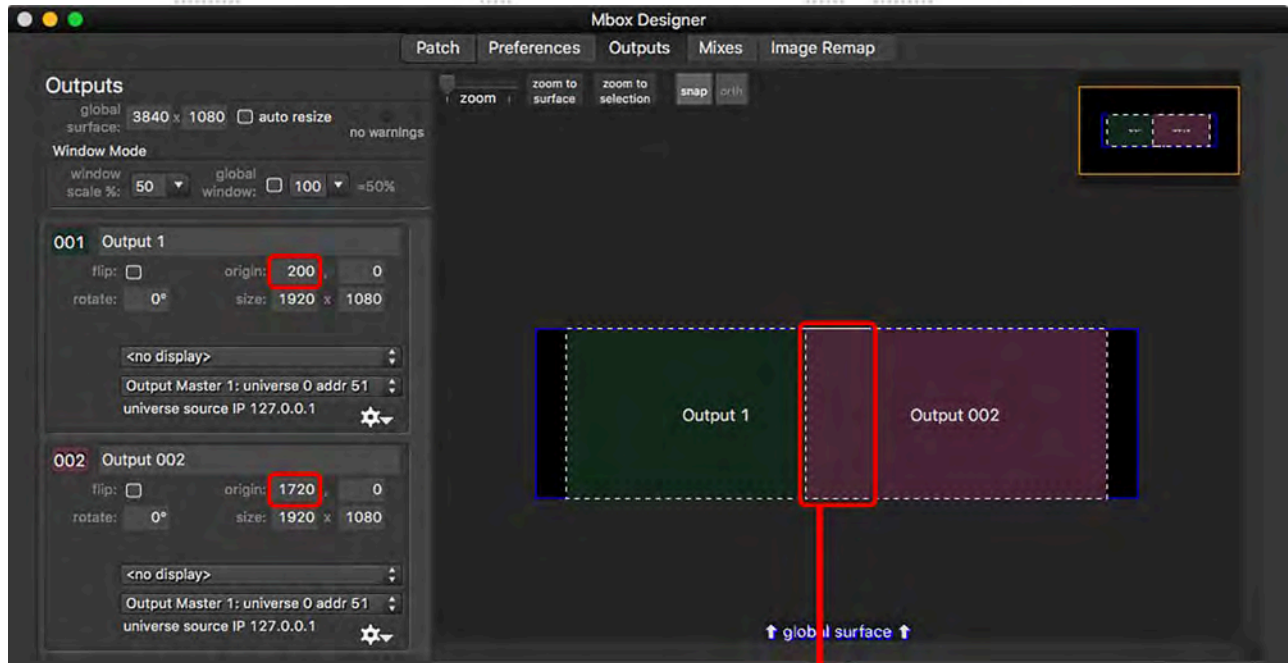 Mbox Designer
Patch Preferences Outputs Mixes Image Remap
Outputs
global surface: 3840 x 1080 auto resize
no warnings
Window Mode
window scale %: 50 global window: 100 =50%
zoom
zoom to surface
zoom to selection
snap orth
001 Output 1
flip: origin: 200 , 0
rotate: 0° size: 1920 x 1080
<no display>
Output Master 1: universe 0 addr 51
universe source IP 127.0.0.1
002 Output 002
flip: origin: 1720 , 0
rotate: 0° size: 1920 x 1080
<no display>
Output Master 1: universe 0 addr 51
universe source IP 127.0.0.1
Output 1
Output 002
⬆ global surface ⬆